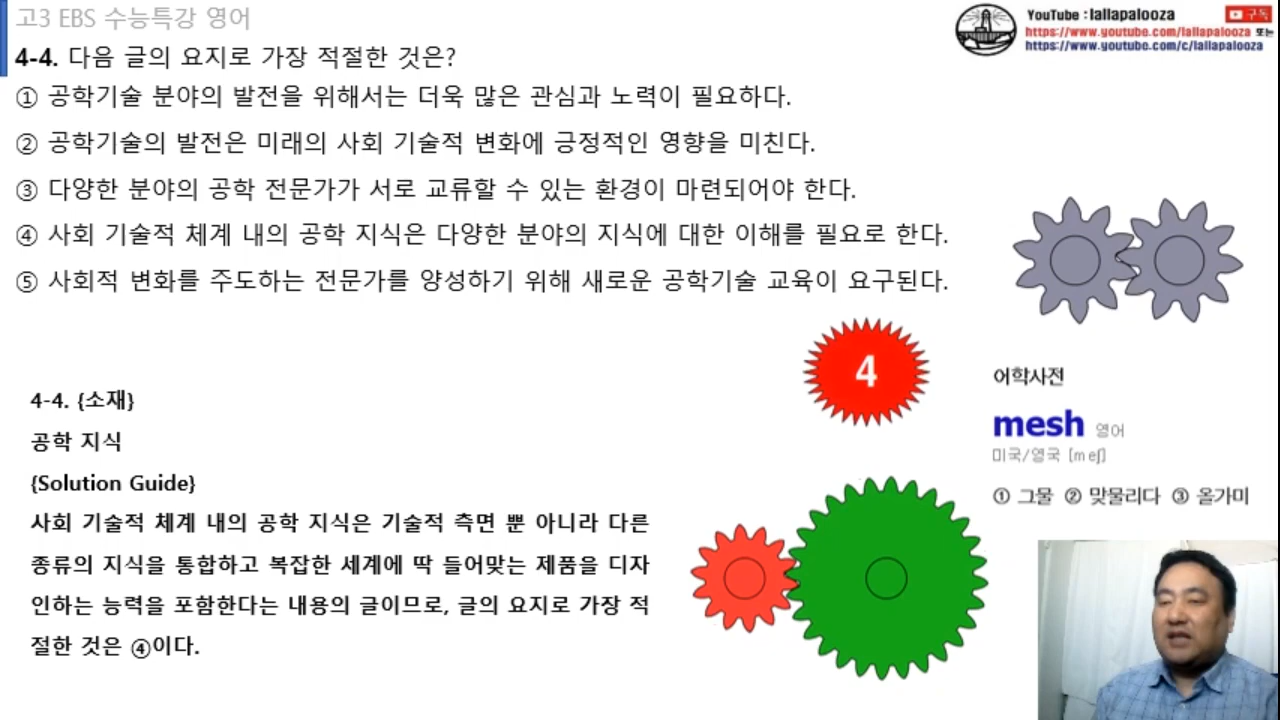 고3 EBS 수능특강 영어
YouTube : lallapalooza
구독
https://www.youtube.com/lallapalooza 또는
https://www.youtube.com/c/lallapalooza
4-4. 다음 글의 요지로 가장 적절한 것은?
① 공학기술 분야의 발전을 위해서는 더욱 많은 관심과 노력이 필요하다.
② 공학기술의 발전은 미래의 사회 기술적 변화에 긍정적인 영향을 미친다.
③ 다양한 분야의 공학 전문가가 서로 교류할 수 있는 환경이 마련되어야 한다.
④ 사회 기술적 체계 내의 공학 지식은 다양한 분야의 지식에 대한 이해를 필요로 한다.
⑤ 사회적 변화를 주도하는 전문가를 양성하기 위해 새로운 공학기술 교육이 요구된다.
4
4-4. {소재}
공학 지식
{Solution Guide}
사회 기술적 체계 내의 공학 지식은 기술적 측면 뿐 아니라 다른
종류의 지식을 통합하고 복잡한 세계에 딱 들어맞는 제품을 디자
인하는 능력을 포함한다는 내용의 글이므로, 글의 요지로 가장 적
절한 것은 ④이다.
어학사전
mesh 영어
미국/영국 [meʃ]
① 그물 ② 맞물리다 ③ 올가미